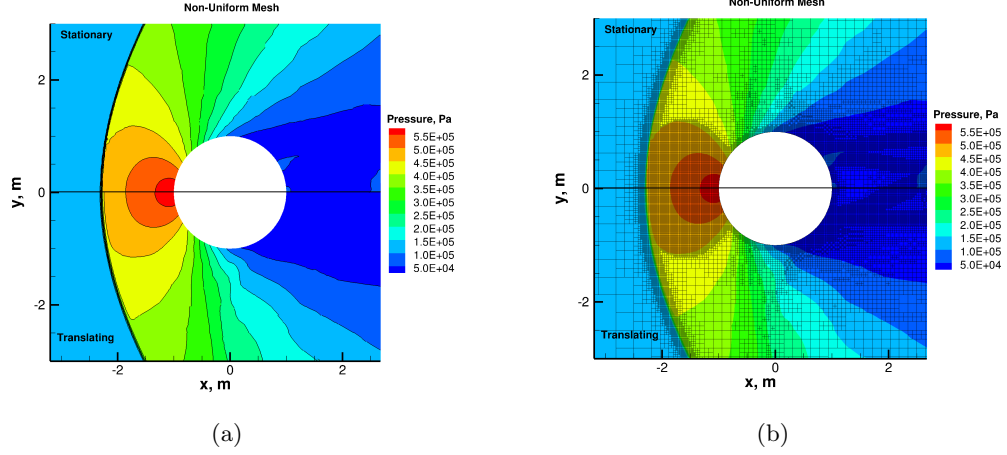 Non-Uniform Mesh
Stationary
Translating
y, m
2
0
-2
-2
0
2
x, m
Pressure, Pa
5.5E+05
5.0E+05
4.5E+05
4.0E+05
3.5E+05
3.0E+05
2.5E+05
2.0E+05
1.5E+05
1.0E+05
5.0E+04
(a)
Non-Uniform Mesh
Stationary
Translating
y, m
2
0
-2
-2
0
2
x, m
Pressure, Pa
5.5E+05
5.0E+05
4.5E+05
4.0E+05
3.5E+05
3.0E+05
2.5E+05
2.0E+05
1.5E+05
1.0E+05
5.0E+04
(b)